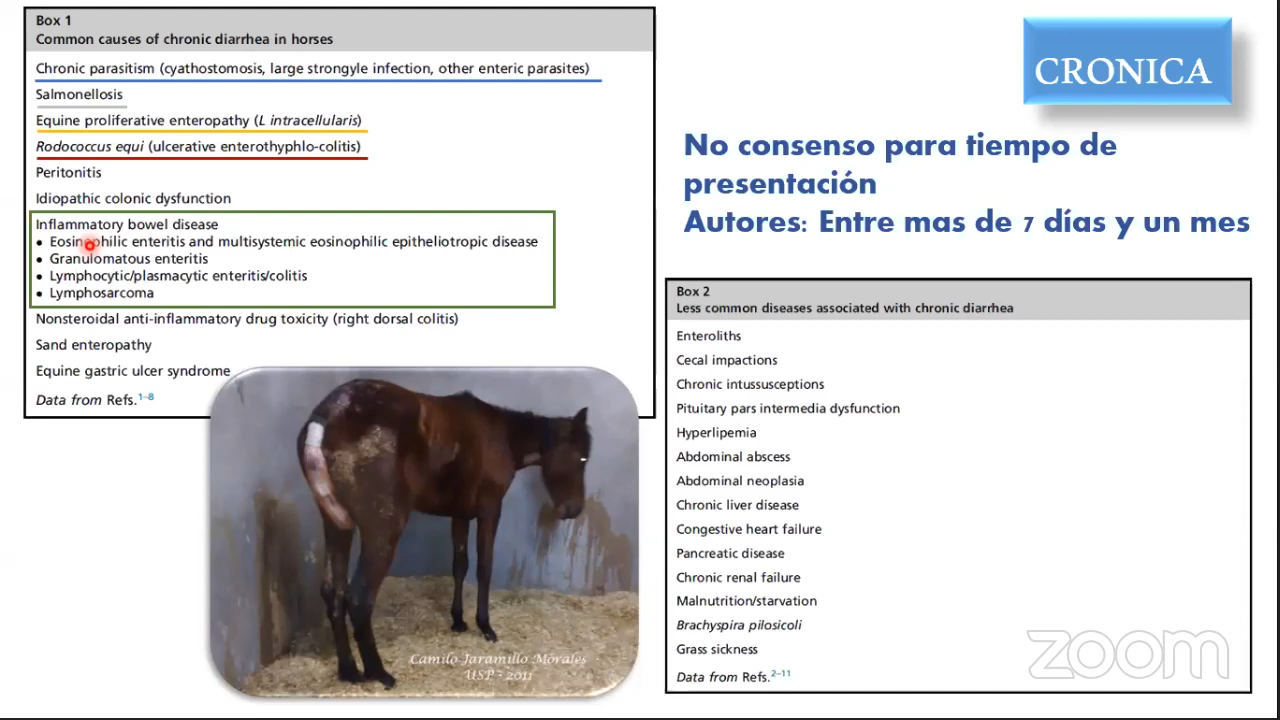 Box 1
Common causes of chronic diarrhea in horses
Chronic parasitism (cyathostomosis, large strongyle infection, other enteric parasites)
Salmonellosis
Equine proliferative enteropathy (L intracellularis)
Rodococcus equi (ulcerative enterothyphlo-colitis)
Peritonitis
Idiopathic colonic dysfunction
Inflammatory bowel disease
• Eosinophilic enteritis and multisystemic eosinophilic epitheliotropic disease
• Granulomatous enteritis
• Lymphocytic/plasmacytic enteritis/colitis
• Lymphosarcoma
Nonsteroidal anti-inflammatory drug toxicity (right dorsal colitis)
Sand enteropathy
Equine gastric ulcer syndrome
Data from Refs.1–8
Camilo Jaramillo Morales
USP - 2011
CRONICA
No consenso para tiempo de
presentación
Autores: Entre mas de 7 días y un mes
Box 2
Less common diseases associated with chronic diarrhea
Enteroliths
Cecal impactions
Chronic intussusceptions
Pituitary pars intermedia dysfunction
Hyperlipemia
Abdominal abscess
Abdominal neoplasia
Chronic liver disease
Congestive heart failure
Pancreatic disease
Chronic renal failure
Malnutrition/starvation
Brachyspira pilosicoli
Grass sickness
Data from Refs.2–11
zoom